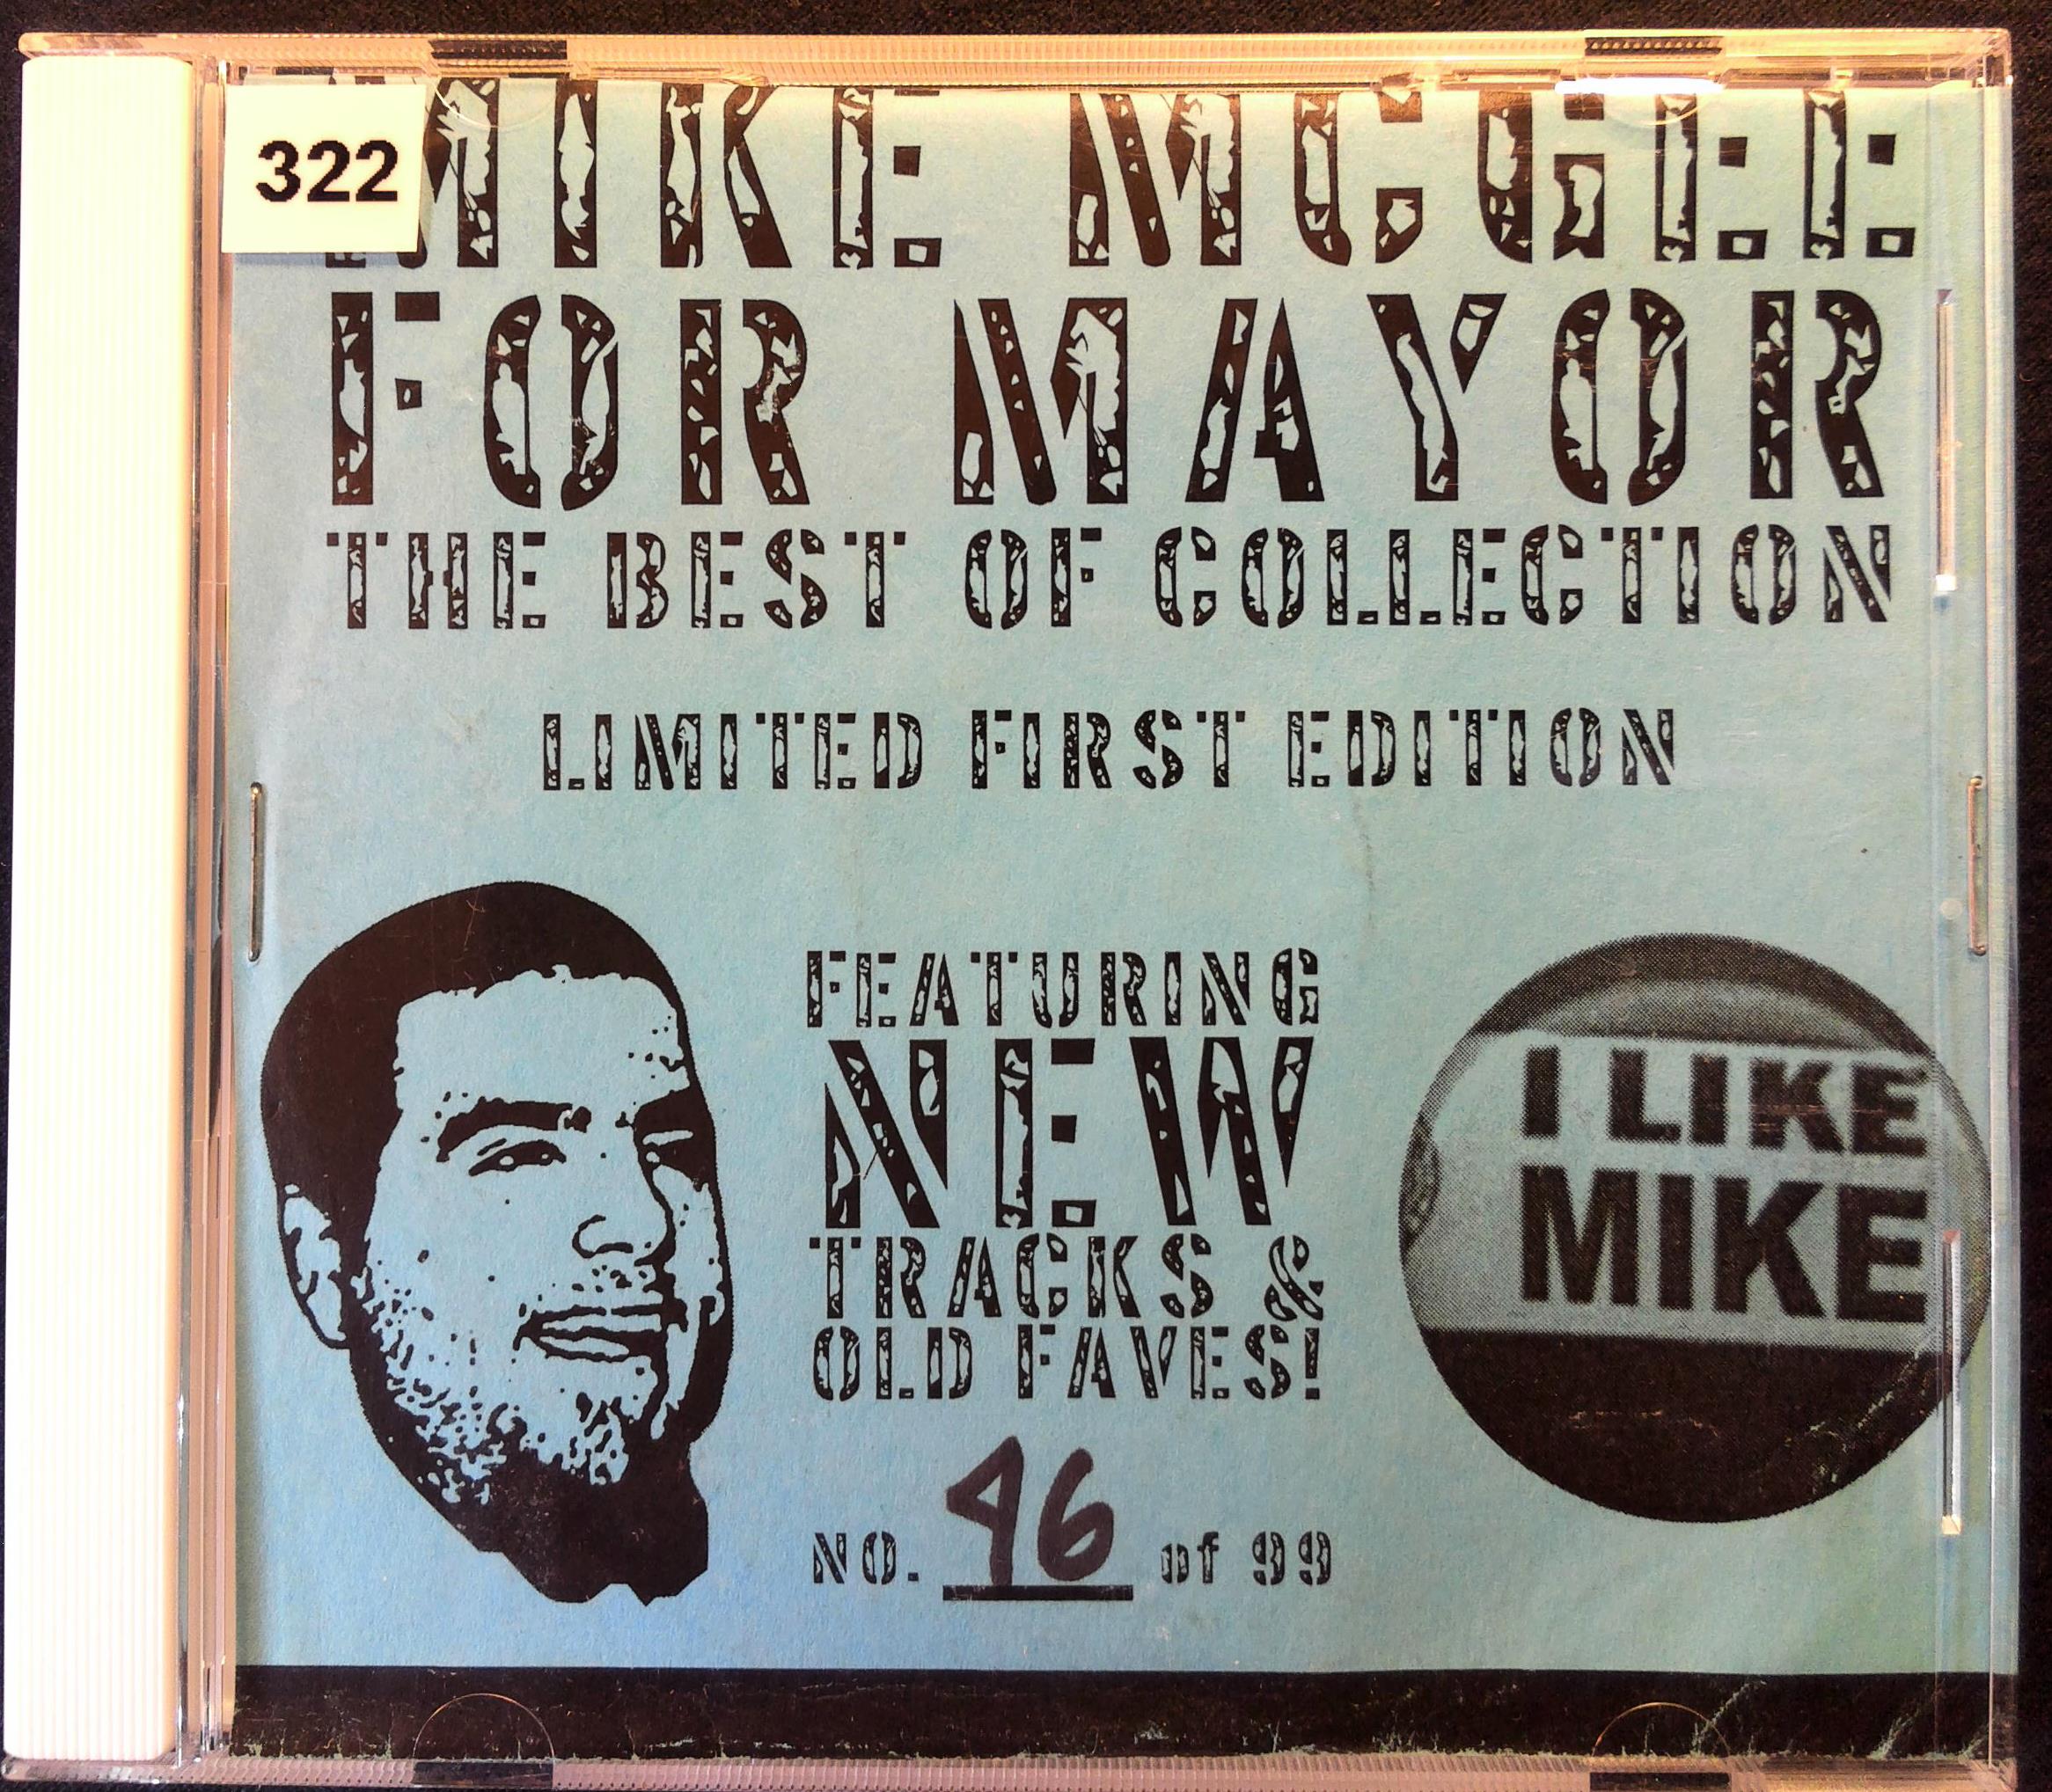 322
MIKE MCGEE
FOR MAYOR
THE BEST OF COLLECTION
LIMITED FIRST EDITION
FEATURING
NEW
TRACKS &
OLD FAVES!
NO. 46 of 99
I LIKE
MIKE